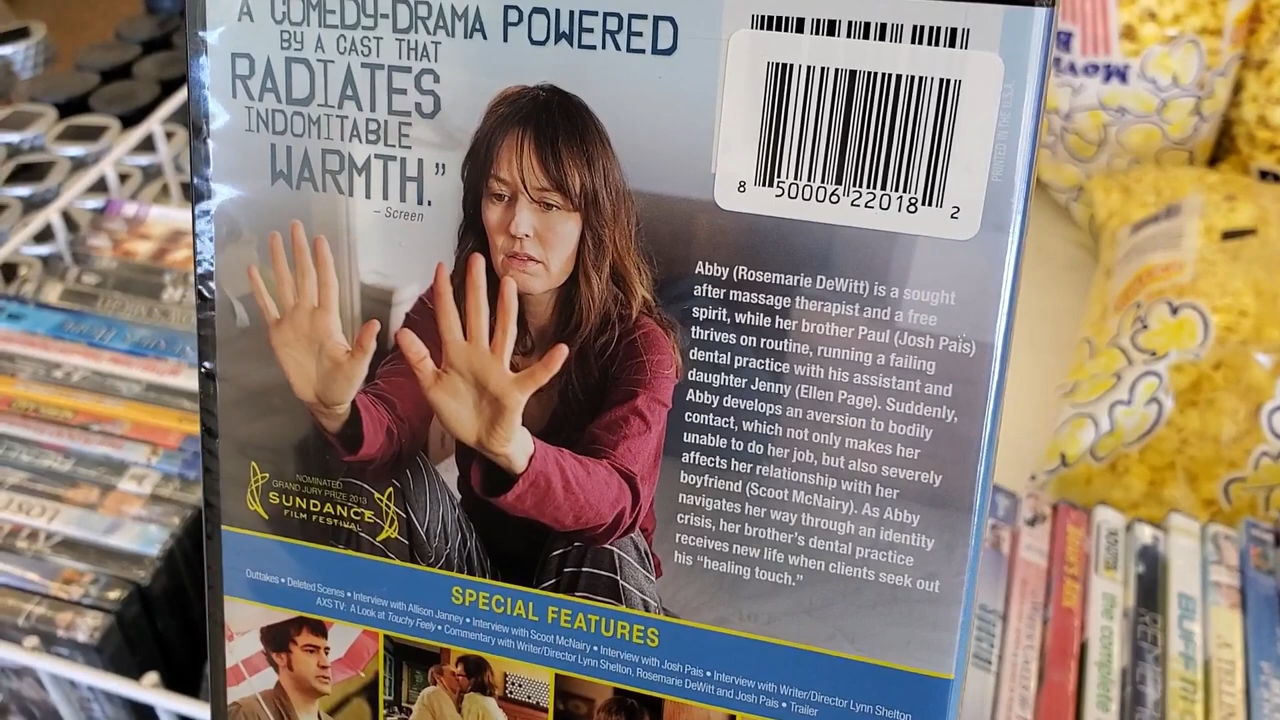 A COMEDY-DRAMA POWERED
BY A CAST THAT
RADIATES
INDOMITABLE
WARMTH.”
– Screen
8 50006 22018 2
PRINTED IN THE U.S.A.
Abby (Rosemarie DeWitt) is a sought
after massage therapist and a free
spirit, while her brother Paul (Josh Pais)
thrives on routine, running a failing
dental practice with his assistant and
daughter Jenny (Ellen Page). Suddenly,
Abby develops an aversion to bodily
contact, which not only makes her
unable to do her job, but also severely
affects her relationship with her
boyfriend (Scoot McNairy). As Abby
navigates her way through an identity
crisis, her brother’s dental practice
receives new life when clients seek out
his “healing touch.”
NOMINATED
GRAND JURY PRIZE 2013
SUNDANCE
FILM FESTIVAL
SPECIAL FEATURES
Outtakes • Deleted Scenes • Interview with Allison Janney • Interview with Scoot McNairy • Interview with Josh Pais • Interview with Writer/Director Lynn Shelton
AXS TV: A Look at Touchy Feely • Commentary with Writer/Director Lynn Shelton, Rosemarie DeWitt and Josh Pais • Trailer
Movie
the complete